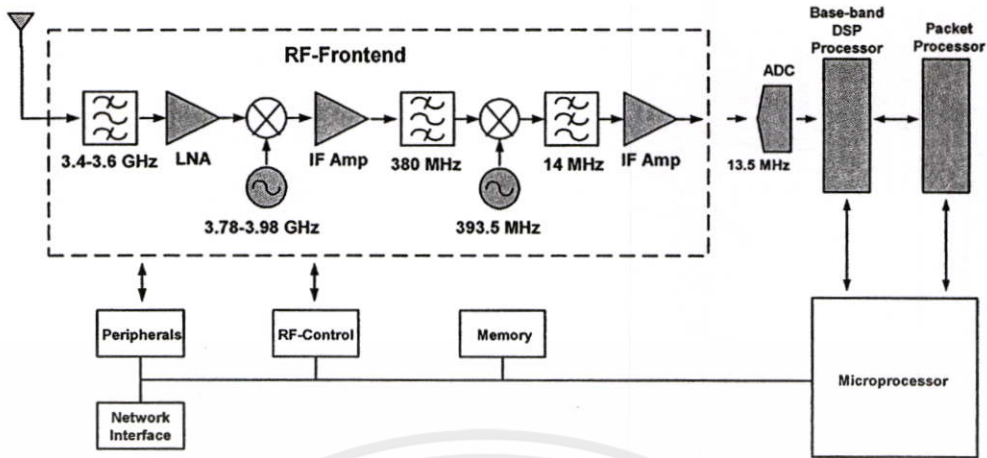 Base-band
DSP
Processor
Packet
Processor
RF-Frontend
ADC
3.4-3.6 GHz
LNA
IF Amp
380 MHz
14 MHz
IF Amp
13.5 MHz
3.78-3.98 GHz
393.5 MHz
Peripherals
RF-Control
Memory
Microprocessor
Network
Interface